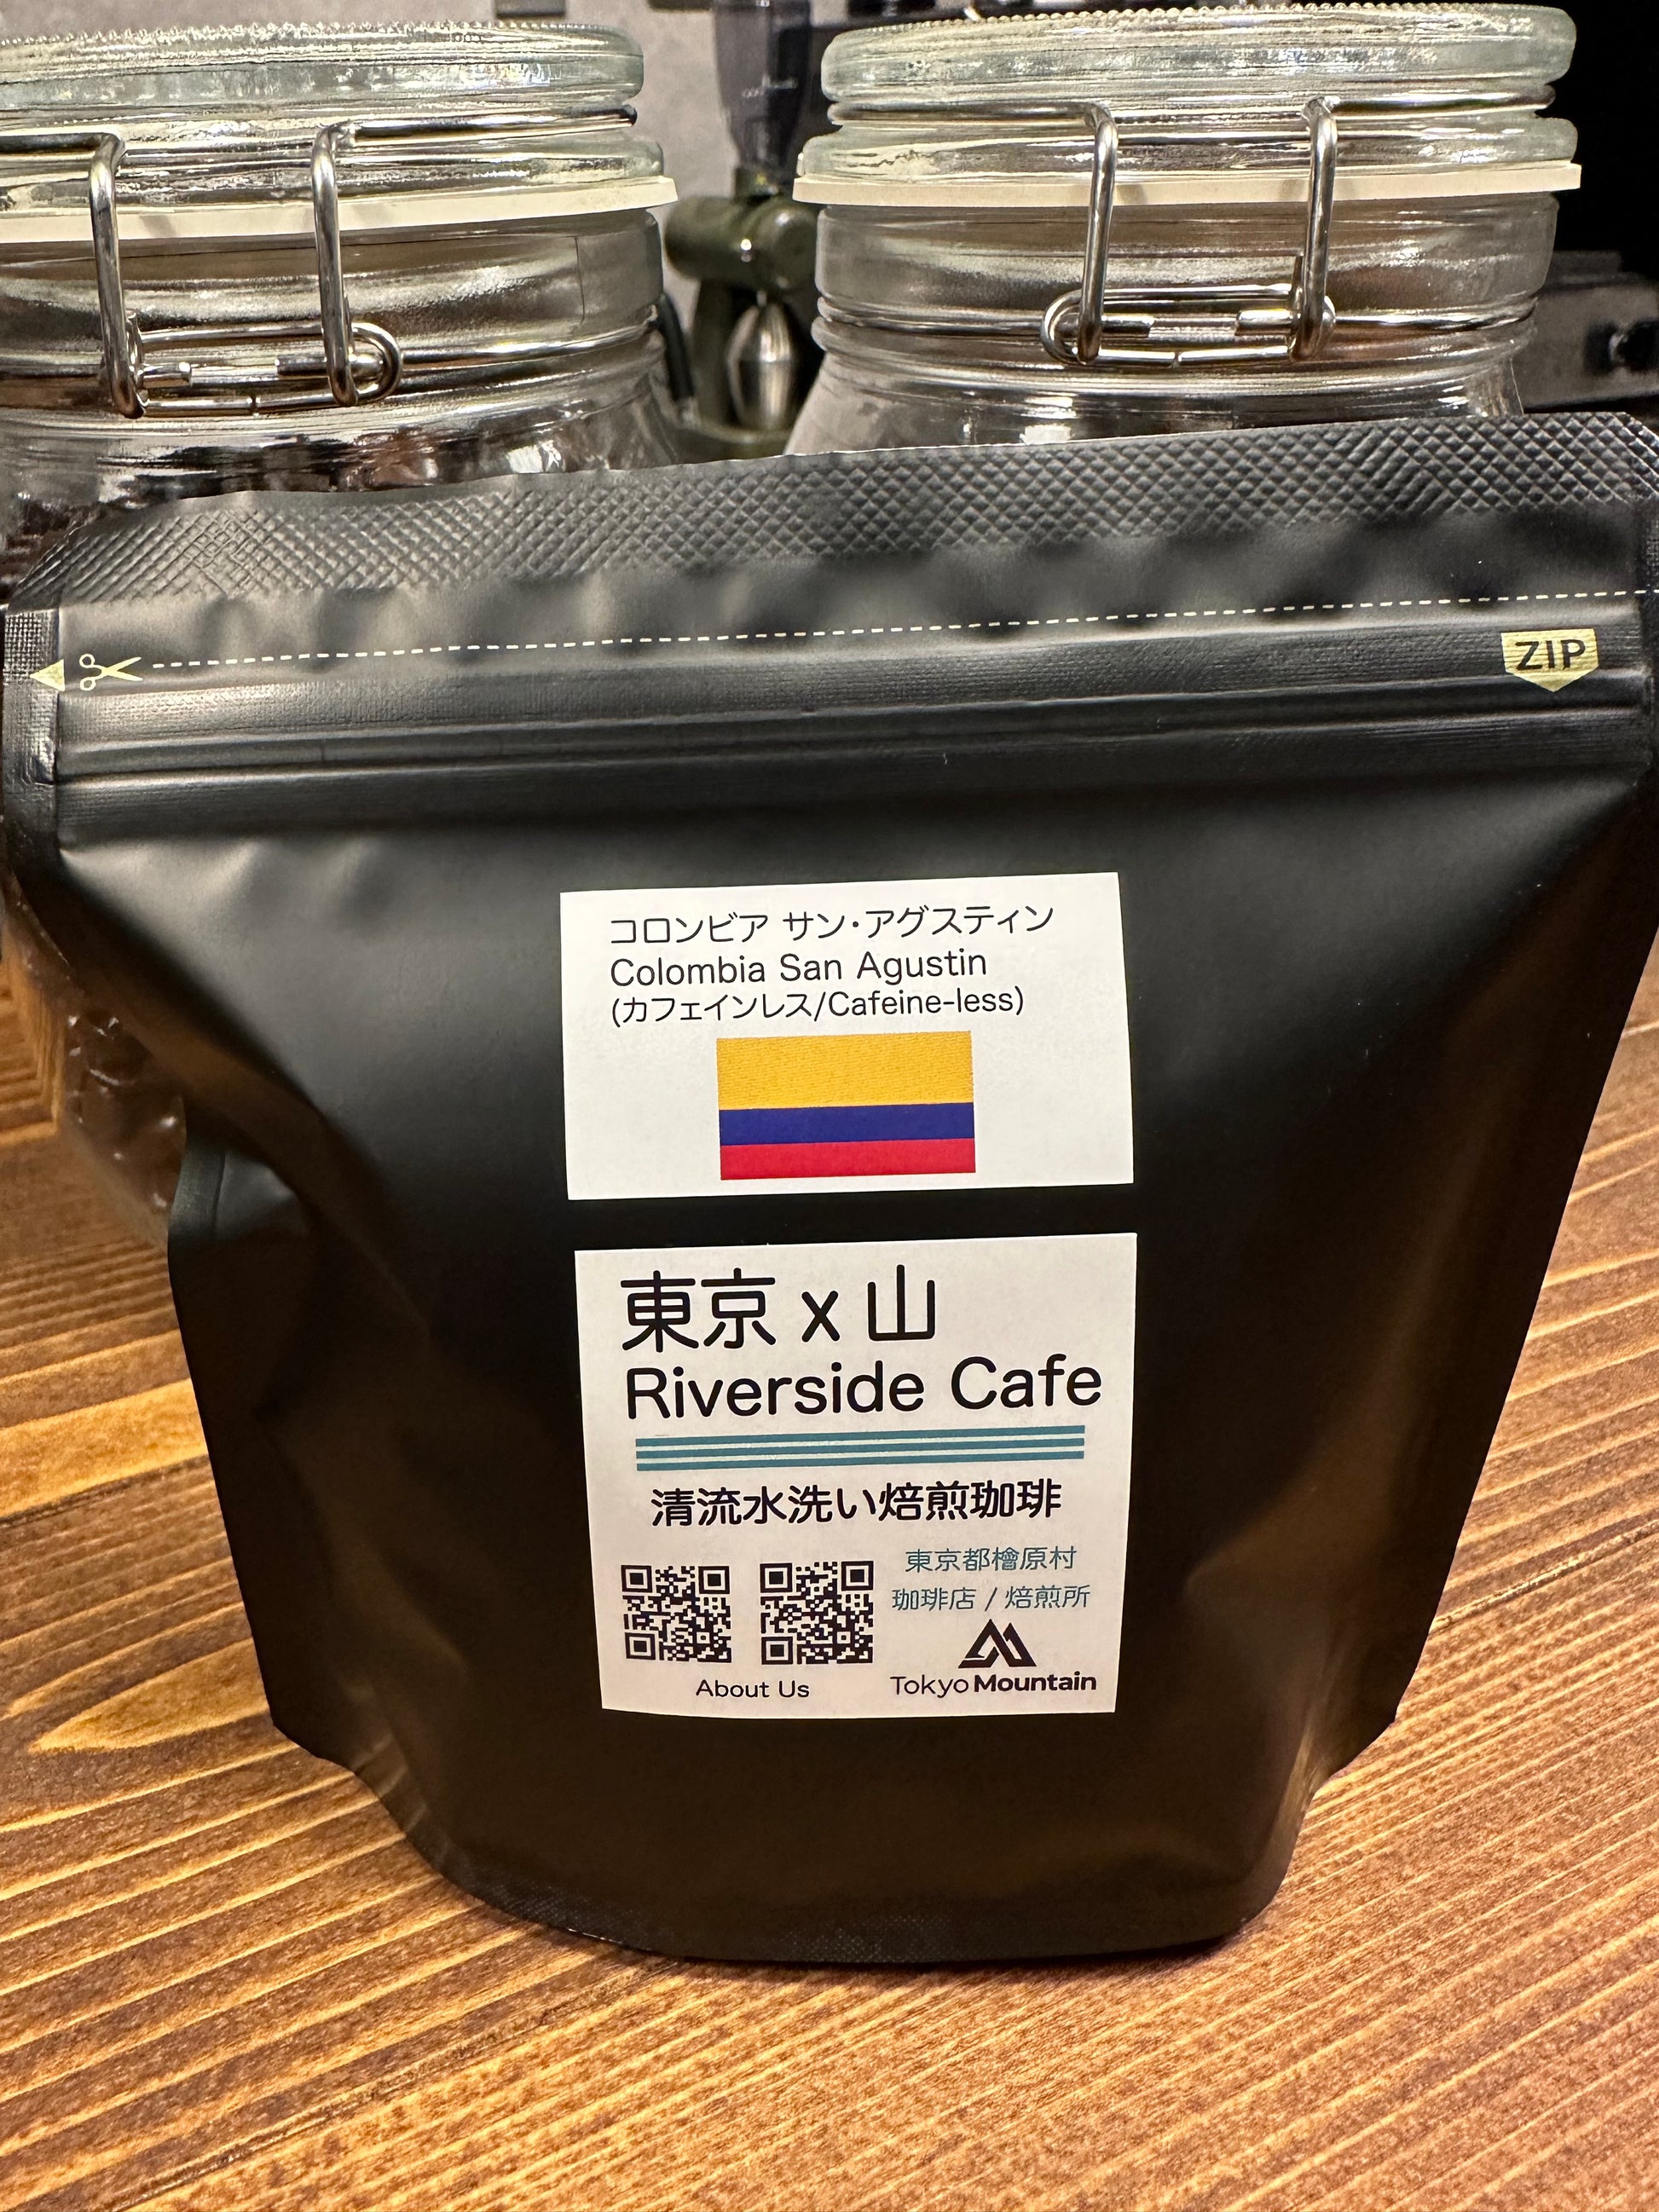 ZIP
コロンビア サン・アグスティン
Colombia San Agustin
(カフェインレス/Cafeine-less)
東京 x 山
Riverside Cafe
清流水洗い焙煎珈琲
東京都檜原村
珈琲店 / 焙煎所
About Us
Tokyo Mountain